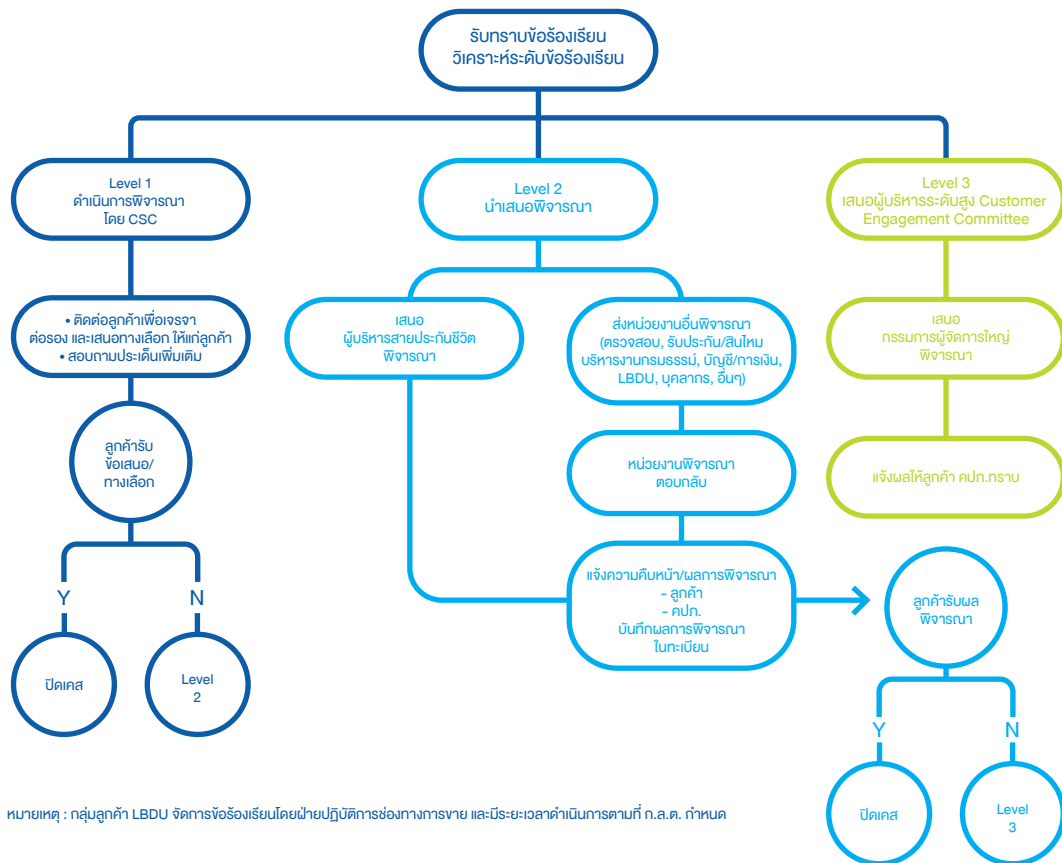 รับทราบข้อร้องเรียน
วิเคราะห์ระดับข้อร้องเรียน
Level 1
ดำเนินการพิจารณา
โดย CSC
Level 2
นำเสนอพิจารณา
Level 3
เสนอผู้บริหารระดับสูง Customer
Engagement Committee
• ติดต่อลูกค้าเพื่อเจรจา
ต่อรอง และเสนอทางเลือก ให้แก่ลูกค้า
• สอบถามประเด็นเพิ่มเติม
เสนอ
ผู้บริหารสายประกันชีวิต
พิจารณา
ส่งหน่วยงานอื่นพิจารณา
(ตรวจสอบ, รับประกัน/สินไหม
บริหารงานกรมธรรม์, บัญชี/การเงิน,
LBDU, บุคลากร, อื่นๆ)
เสนอ
กรรมการผู้จัดการใหญ่
พิจารณา
ลูกค้ารับ
ข้อเสนอ/
ทางเลือก
หน่วยงานพิจารณา
ตอบกลับ
แจ้งผลให้ลูกค้า คปภ.ทราบ
Y
N
ปิดเคส
Level
2
แจ้งความคืบหน้า/ผลการพิจารณา
- ลูกค้า
- คปภ.
บันทึกผลการพิจารณา
ในทะเบียน
ลูกค้ารับผล
พิจารณา
Y
N
ปิดเคส
Level
3
หมายเหตุ : กลุ่มลูกค้า LBDU จัดการข้อร้องเรียนโดยฝ่ายปฏิบัติการช่องทางการขาย และมีระยะเวลาดำเนินการตามที่ ก.ล.ต. กำหนด